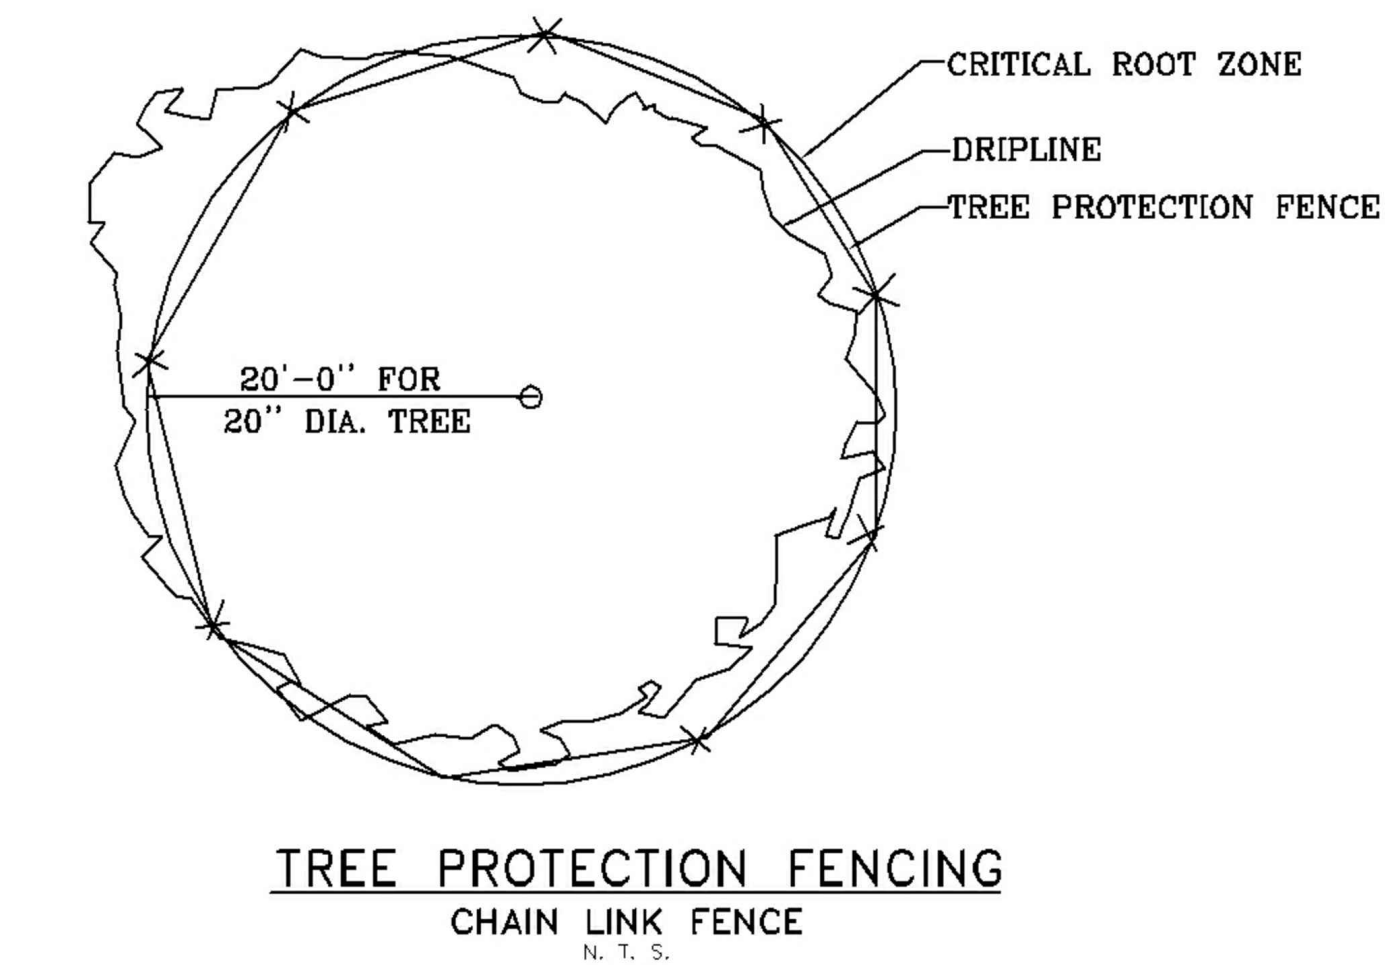 CRITICAL ROOT ZONE
DRIPLINE
TREE PROTECTION FENCE
20'-0" FOR
20" DIA. TREE
TREE PROTECTION FENCING
CHAIN LINK FENCE
N. T. S.